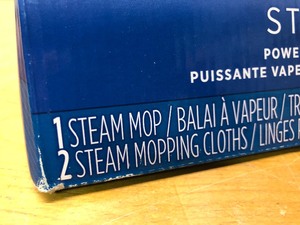 ST
POWE
PUISSANTE VAPE
1 STEAM MOP / BALAI À VAPEUR / TR
2 STEAM MOPPING CLOTHS / LINGES